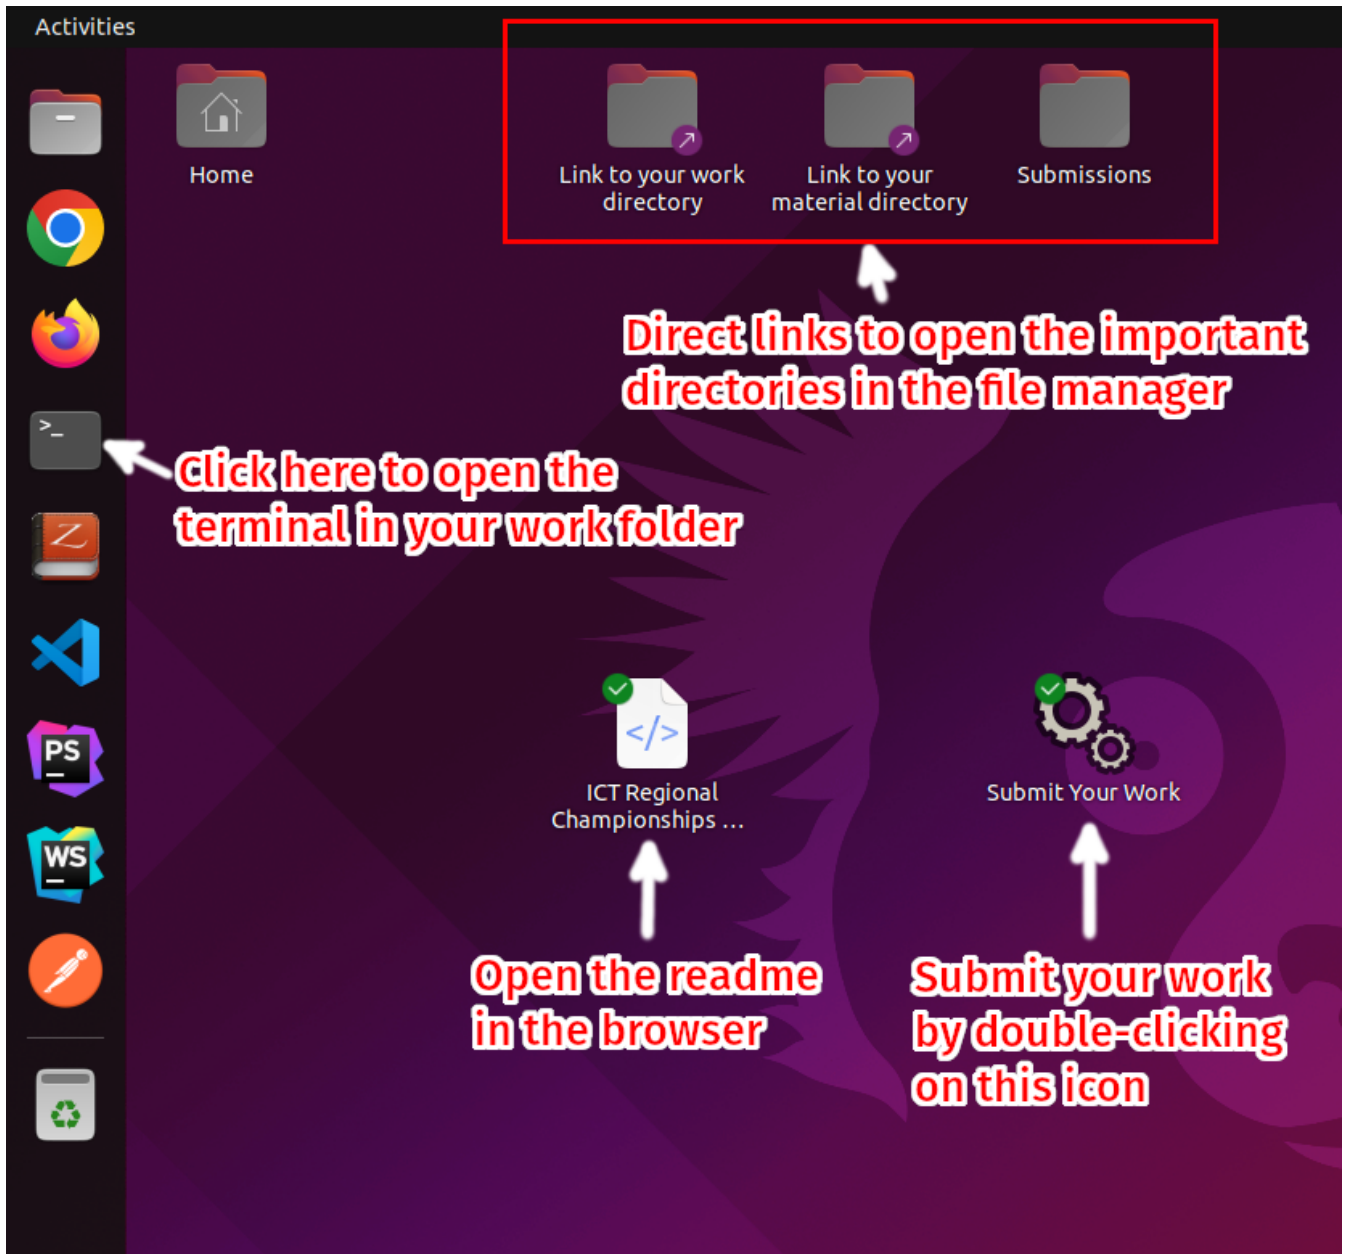 Activities
Home
Link to your work
directory
Link to your
material directory
Submissions
Direct links to open the important
directories in the file manager
>_
Click here to open the
terminal in your work folder
Z
PS
WS
</>
ICT Regional
Championships ...
Submit Your Work
Open the readme
in the browser
Submit your work
by double-clicking
on this icon